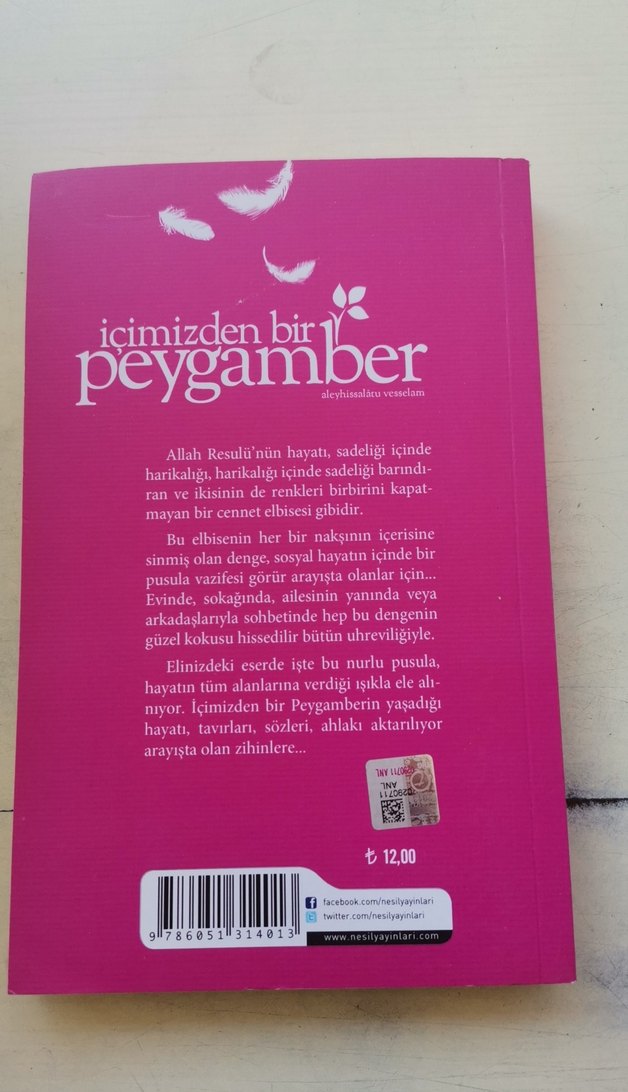 içimizden bir
peygamber
aleyhissalâtu vesselam
Allah Resulü'nün hayatı, sadeliği içinde
harikalığı, harikalığı içinde sadeliği barındı-
ran ve ikisinin de renkleri birbirini kapat-
mayan bir cennet elbisesi gibidir.
Bu elbisenin her bir nakşının içerisine
sinmiş olan denge, sosyal hayatın içinde bir
pusula vazifesi görür arayışta olanlar için...
Evinde, sokağında, ailesinin yanında veya
arkadaşlarıyla sohbetinde hep bu dengenin
güzel kokusu hissedilir bütün uhreviliğiyle.
Elinizdeki eserde işte bu nurlu pusula,
hayatın tüm alanlarına verdiği ışıkla ele alı-
nıyor. İçimizden bir Peygamberin yaşadığı
hayatı, tavırları, sözleri, ahlakı aktarılıyor
arayışta olan zihinlere...
ANL
₺ 12,00
facebook.com/nesilyayinlari
twitter.com/nesilyayinlari
9 786051 314013
www.nesilyayinlari.com